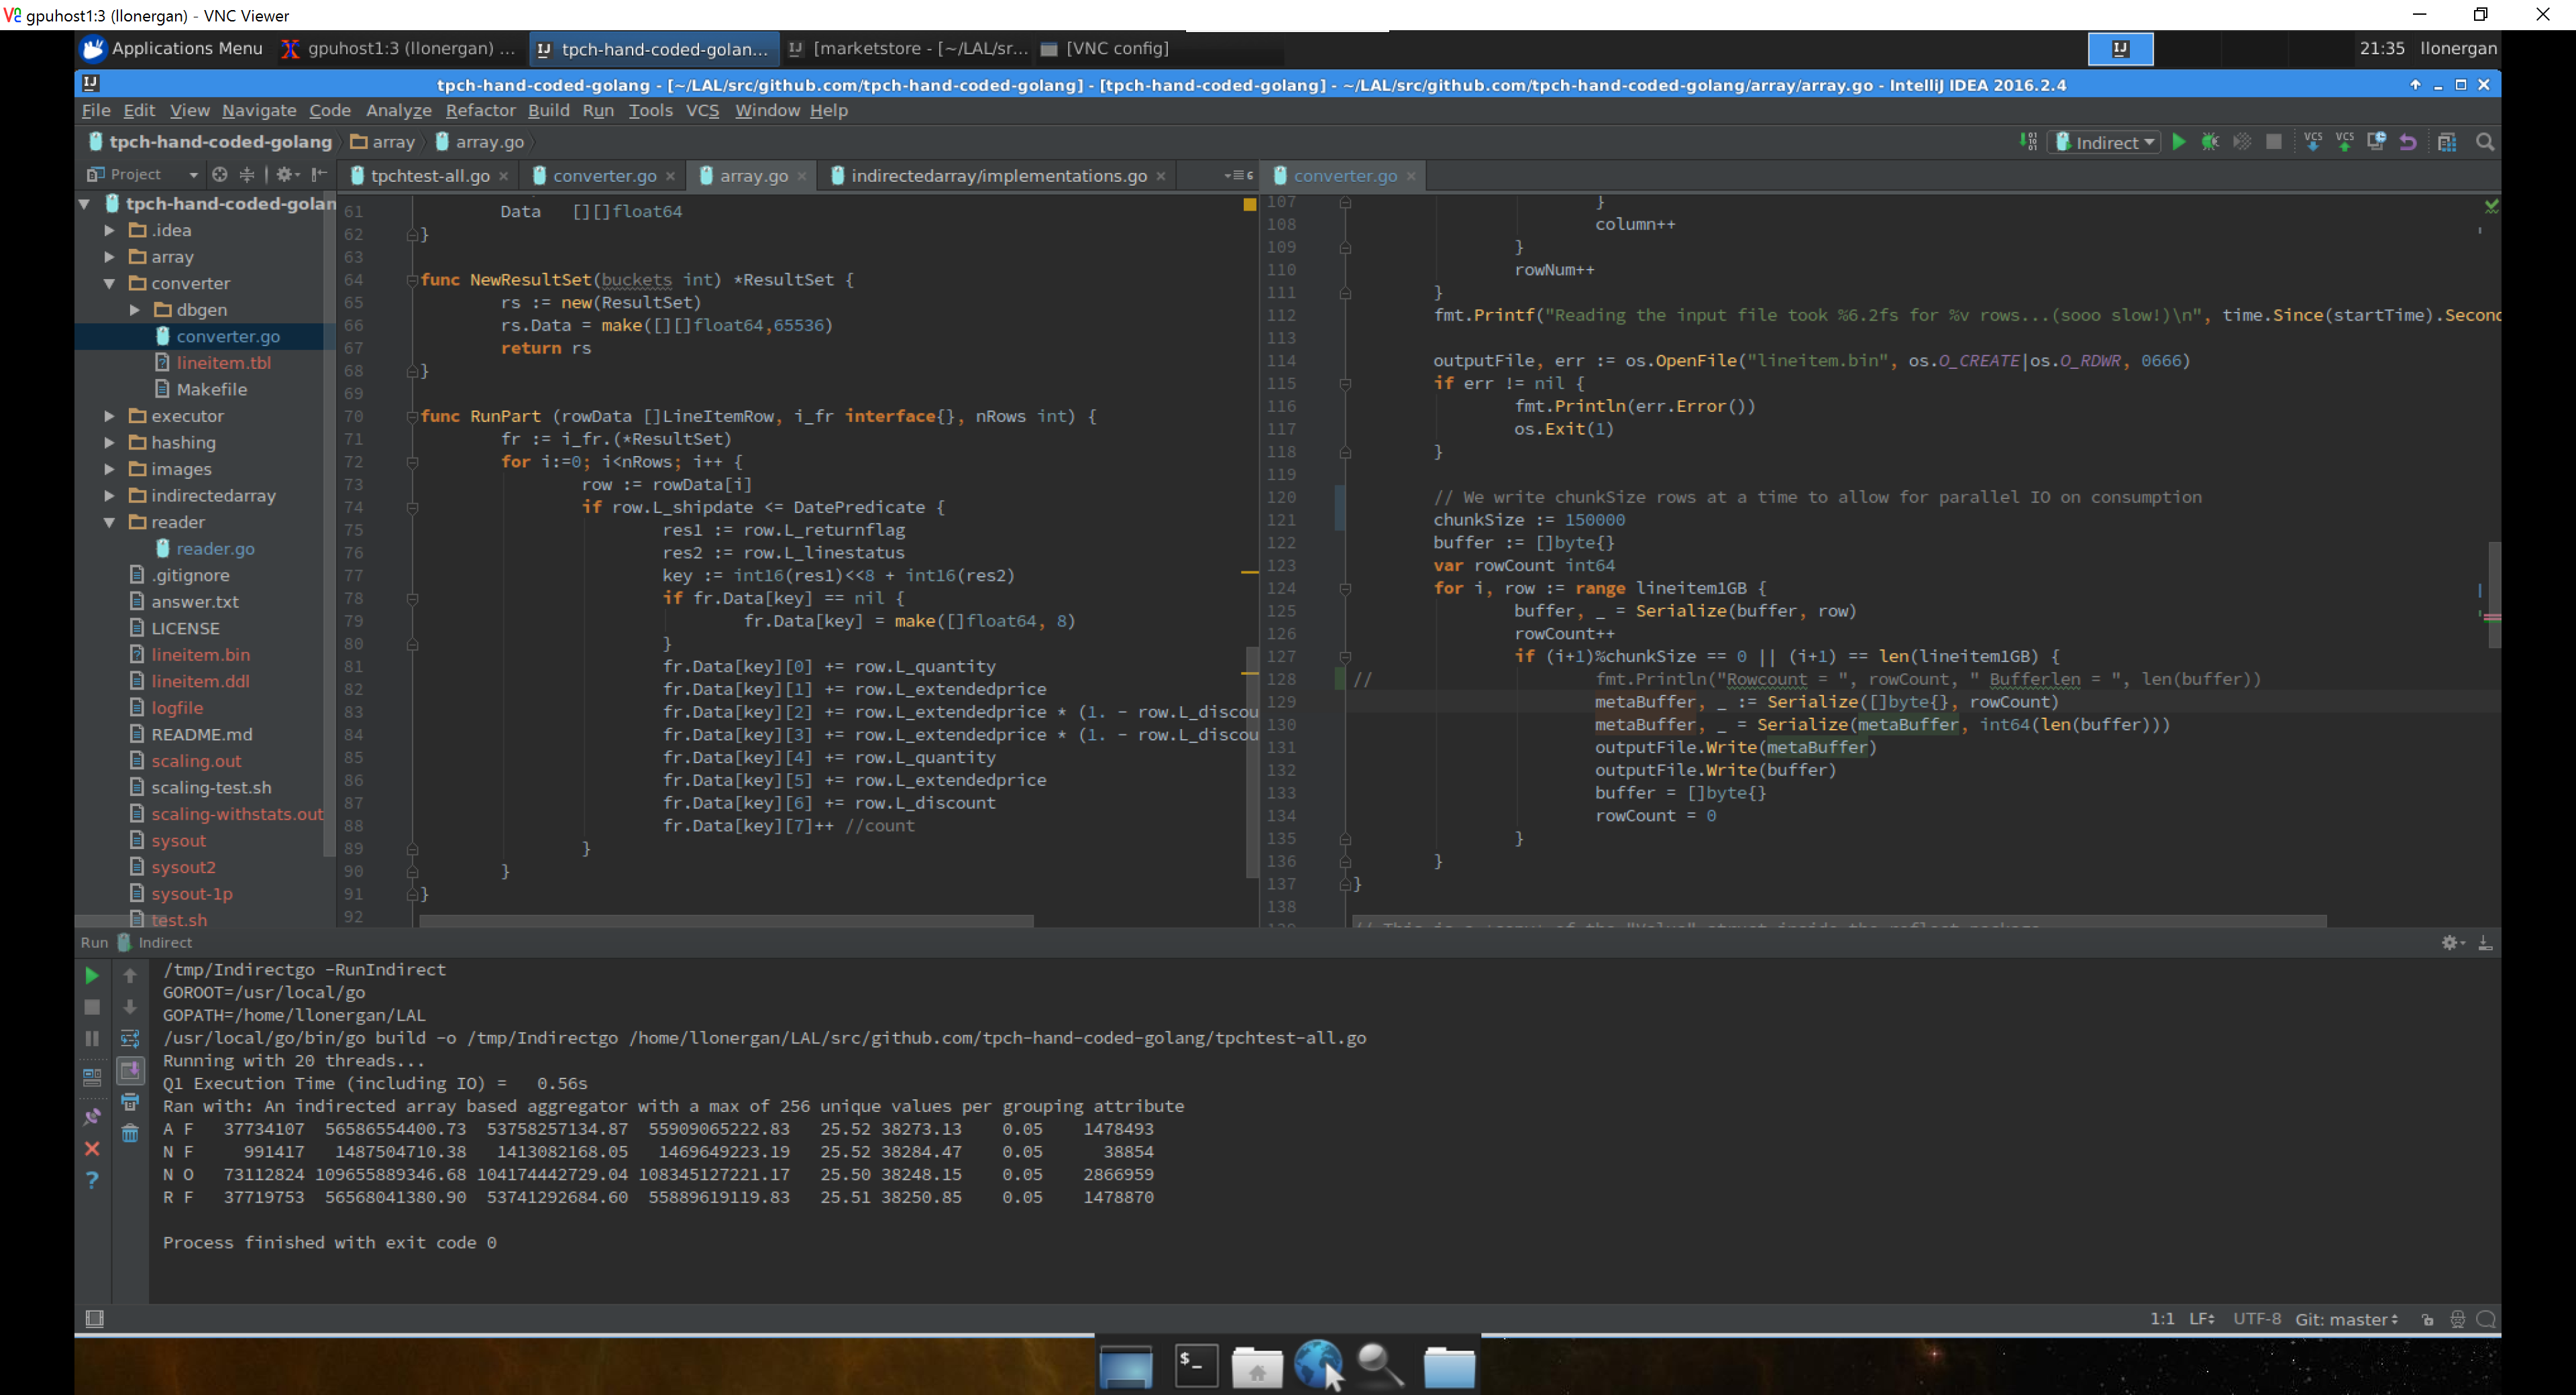 gpuhost1:3 (llonergan) - VNC Viewer
Applications Menu gpuhost1:3 (llonergan) ... tpch-hand-coded-golan... [marketstore - [~/LAL/sr... [VNC config] 21:35 llonergan
tpch-hand-coded-golang - [~/LAL/src/github.com/tpch-hand-coded-golang] - [tpch-hand-coded-golang] - ~/LAL/src/github.com/tpch-hand-coded-golang/array/array.go - IntelliJ IDEA 2016.2.4
File Edit View Navigate Code Analyze Refactor Build Run Tools VCS Window Help
tpch-hand-coded-golang array array.go Indirect VCS VCS
Project tpchtest-all.go converter.go array.go indirectedarray/implementations.go 6 converter.go
tpch-hand-coded-golan
.idea
array
converter
dbgen
converter.go
lineitem.tbl
Makefile
executor
hashing
images
indirectedarray
reader
reader.go
.gitignore
answer.txt
LICENSE
lineitem.bin
lineitem.ddl
logfile
README.md
scaling.out
scaling-test.sh
scaling-withstats.out
sysout
sysout2
sysout-1p
test.sh
61 Data [][]float64
62 }
63
64 func NewResultSet(buckets int) *ResultSet {
65 rs := new(ResultSet)
66 rs.Data = make([][]float64,65536)
67 return rs
68 }
69
70 func RunPart (rowData []LineItemRow, i_fr interface{}, nRows int) {
71 fr := i_fr.(*ResultSet)
72 for i:=0; i<nRows; i++ {
73 row := rowData[i]
74 if row.L_shipdate <= DatePredicate {
75 res1 := row.L_returnflag
76 res2 := row.L_linestatus
77 key := int16(res1)<<8 + int16(res2)
78 if fr.Data[key] == nil {
79 fr.Data[key] = make([]float64, 8)
80 }
81 fr.Data[key][0] += row.L_quantity
82 fr.Data[key][1] += row.L_extendedprice
83 fr.Data[key][2] += row.L_extendedprice * (1. - row.L_discou
84 fr.Data[key][3] += row.L_extendedprice * (1. - row.L_discou
85 fr.Data[key][4] += row.L_quantity
86 fr.Data[key][5] += row.L_extendedprice
87 fr.Data[key][6] += row.L_discount
88 fr.Data[key][7]++ //count
89 }
90 }
91 }
92
107 }
108 column++
109 }
110 rowNum++
111 }
112 fmt.Printf("Reading the input file took %6.2fs for %v rows...(sooo slow!)\n", time.Since(startTime).Secon
113
114 outputFile, err := os.OpenFile("lineitem.bin", os.O_CREATE|os.O_RDWR, 0666)
115 if err != nil {
116 fmt.Println(err.Error())
117 os.Exit(1)
118 }
119
120 // We write chunkSize rows at a time to allow for parallel IO on consumption
121 chunkSize := 150000
122 buffer := []byte{}
123 var rowCount int64
124 for i, row := range lineitem1GB {
125 buffer, _ = Serialize(buffer, row)
126 rowCount++
127 if (i+1)%chunkSize == 0 || (i+1) == len(lineitem1GB) {
128 // fmt.Println("Rowcount = ", rowCount, " Bufferlen = ", len(buffer))
129 metaBuffer, _ := Serialize([]byte{}, rowCount)
130 metaBuffer, _ = Serialize(metaBuffer, int64(len(buffer)))
131 outputFile.Write(metaBuffer)
132 outputFile.Write(buffer)
133 buffer = []byte{}
134 rowCount = 0
135 }
136 }
137 }
138
Run Indirect
/tmp/Indirectgo -RunIndirect
GOROOT=/usr/local/go
GOPATH=/home/llonergan/LAL
/usr/local/go/bin/go build -o /tmp/Indirectgo /home/llonergan/LAL/src/github.com/tpch-hand-coded-golang/tpchtest-all.go
Running with 20 threads...
Q1 Execution Time (including IO) = 0.56s
Ran with: An indirected array based aggregator with a max of 256 unique values per grouping attribute
A F 37734107 56586554400.73 53758257134.87 55909065222.83 25.52 38273.13 0.05 1478493
N F 991417 1487504710.38 1413082168.05 1469649223.19 25.52 38284.47 0.05 38854
N O 73112824 109655889346.68 104174442729.04 108345127221.17 25.50 38248.15 0.05 2866959
R F 37719753 56568041380.90 53741292684.60 55889619119.83 25.51 38250.85 0.05 1478870
Process finished with exit code 0
1:1 LF UTF-8 Git: master